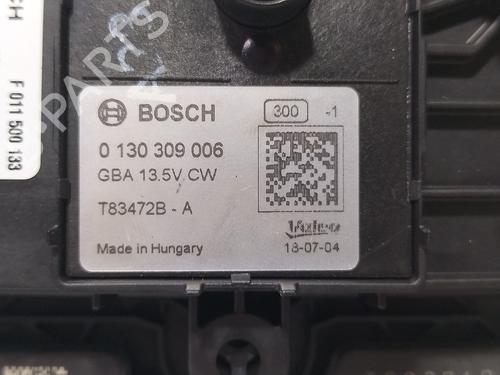 CH
F 011 500 133
BOSCH
300 -1
0 130 309 006
GBA 13.5V CW
T83472B - A
Valeo
Made in Hungary 18-07-04